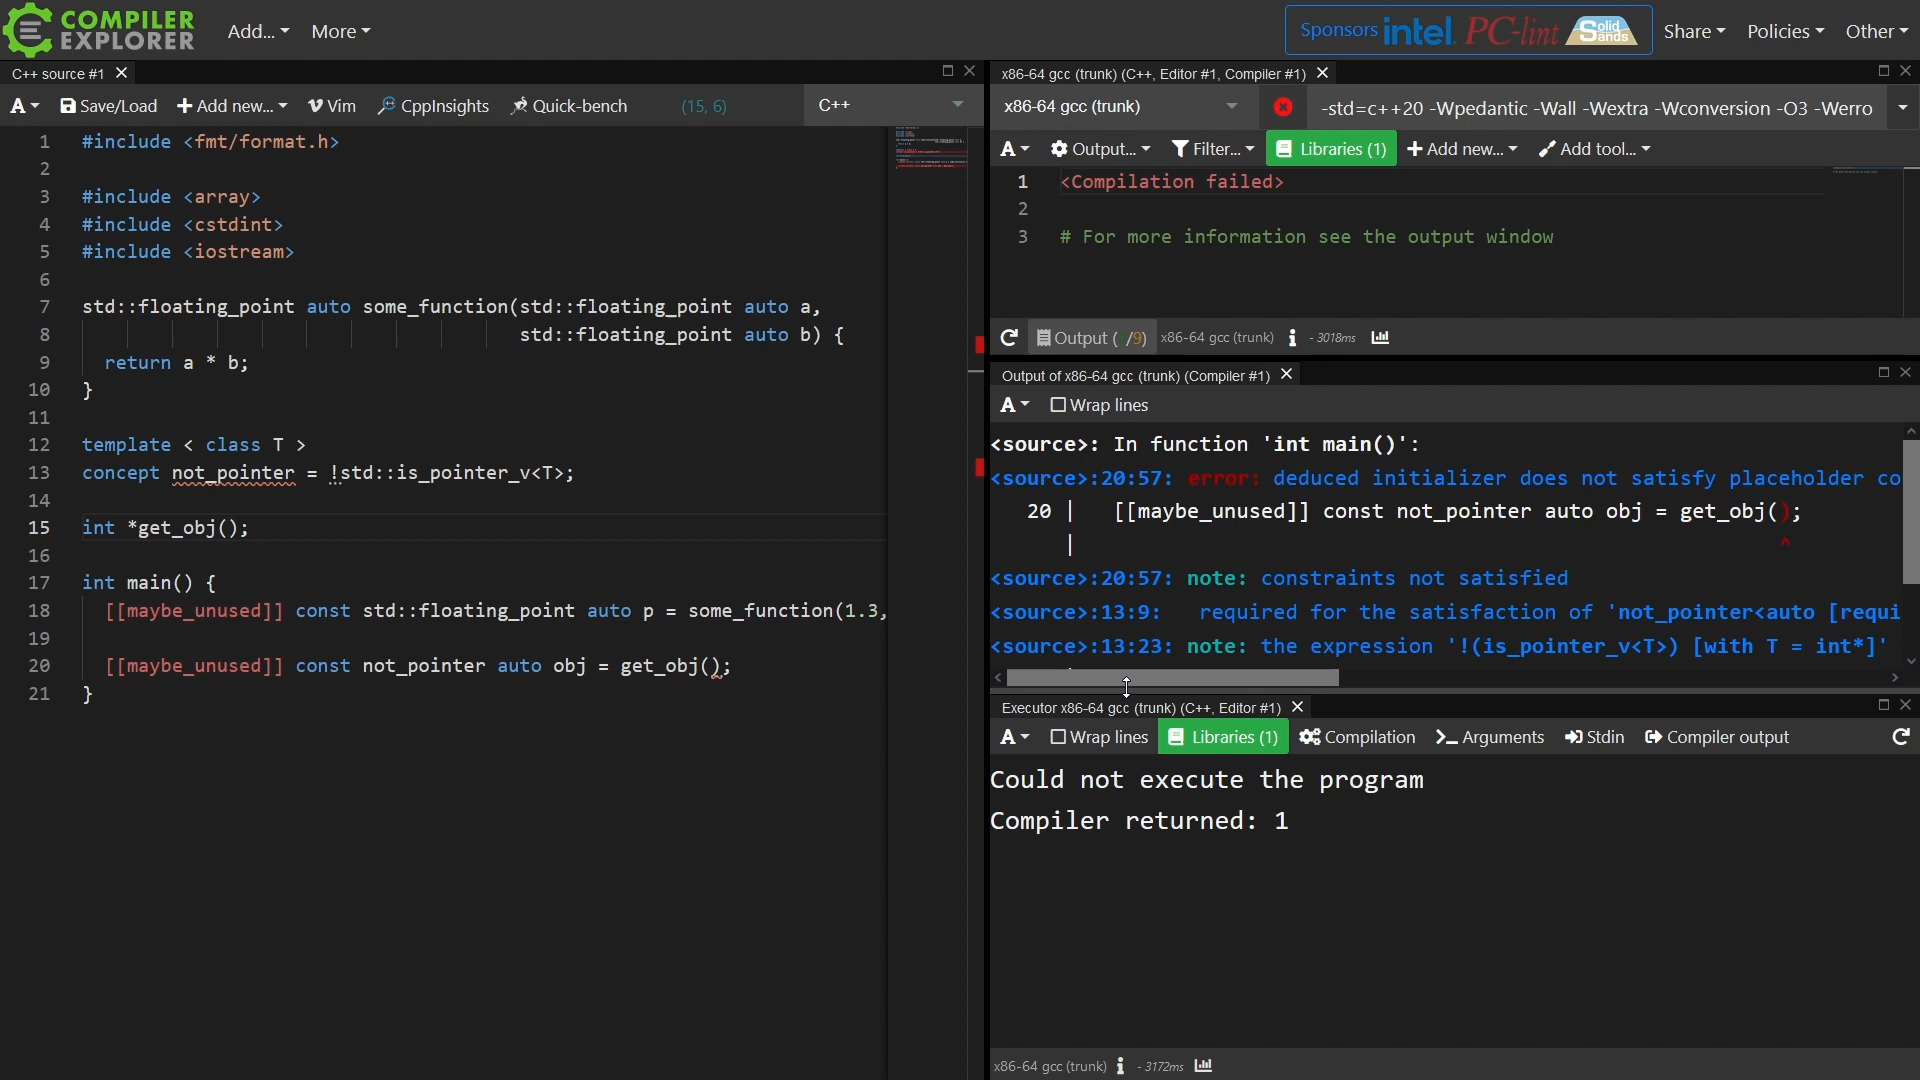 COMPILER
EXPLORER
Add...
More
Sponsors intel PC-lint Solid Sands
Share
Policies
Other
C++ source #1
A
Save/Load
Add new...
Vim
CppInsights
Quick-bench
(15, 6)
C++
1 #include <fmt/format.h>
2
3 #include <array>
4 #include <cstdint>
5 #include <iostream>
6
7 std::floating_point auto some_function(std::floating_point auto a,
8 std::floating_point auto b) {
9 return a * b;
10 }
11
12 template < class T >
13 concept not_pointer = !std::is_pointer_v<T>;
14
15 int *get_obj();
16
17 int main() {
18 [[maybe_unused]] const std::floating_point auto p = some_function(1.3,
19
20 [[maybe_unused]] const not_pointer auto obj = get_obj();
21 }
x86-64 gcc (trunk) (C++, Editor #1, Compiler #1)
x86-64 gcc (trunk)
-std=c++20 -Wpedantic -Wall -Wextra -Wconversion -O3 -Werro
A
Output...
Filter...
Libraries (1)
Add new...
Add tool...
1 <Compilation failed>
2
3 # For more information see the output window
Output ( /9)
x86-64 gcc (trunk)
- 3018ms
Output of x86-64 gcc (trunk) (Compiler #1)
A
Wrap lines
<source>: In function 'int main()':
<source>:20:57: error: deduced initializer does not satisfy placeholder co
20 | [[maybe_unused]] const not_pointer auto obj = get_obj();
| ^
<source>:20:57: note: constraints not satisfied
<source>:13:9: required for the satisfaction of 'not_pointer<auto [requi
<source>:13:23: note: the expression '!(is_pointer_v<T>) [with T = int*]'
Executor x86-64 gcc (trunk) (C++, Editor #1)
A
Wrap lines
Libraries (1)
Compilation
Arguments
Stdin
Compiler output
Could not execute the program
Compiler returned: 1
x86-64 gcc (trunk)
- 3172ms